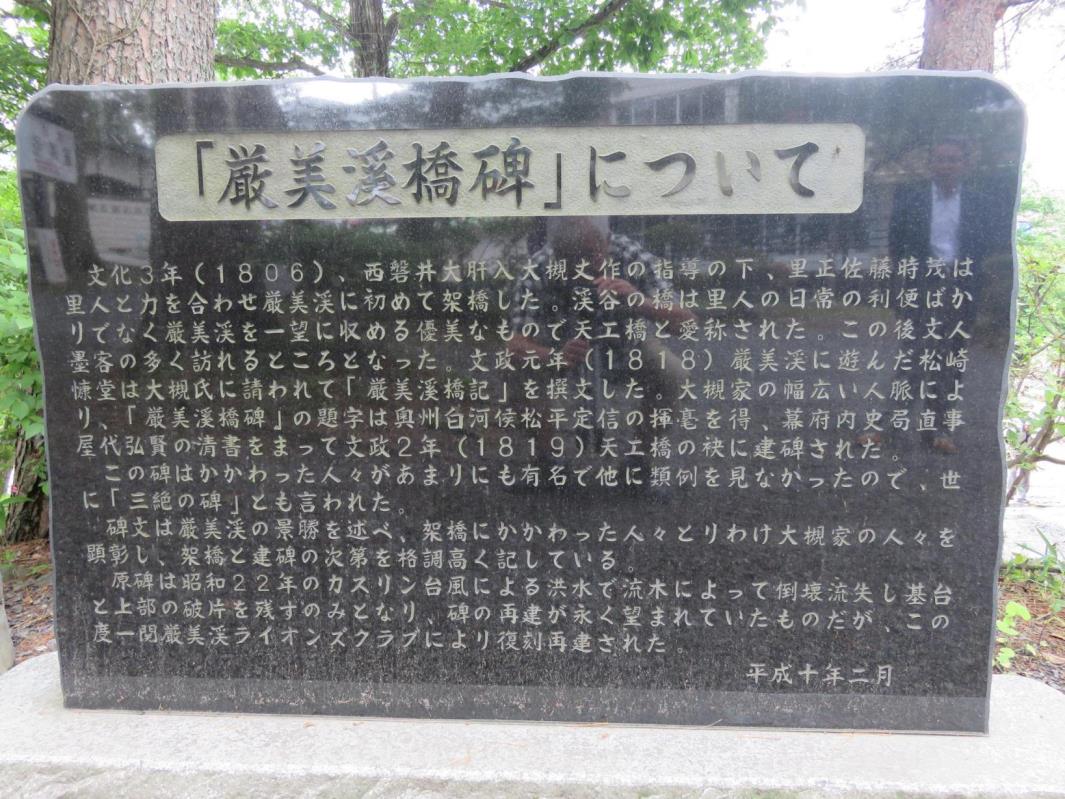 「厳美溪橋碑」について
文化3年(1806)、西磐井大肝入大槻丈作の指導の下、里正佐藤時茂は
里人と力を合わせ厳美渓に初めて架橋した。渓谷の橋は里人の日常の利便ばか
りでなく厳美渓を一望に収める優美なもので天工橋と愛称された。この後文人
墨客の多く訪れるところとなった。文政元年(1818)厳美渓に遊んだ松崎
慊堂は大槻氏に請われて「厳美渓橋記」を撰文した。大槻家の幅広い人脈によ
り、「厳美渓橋碑」の題字は奥州白河侯松平定信の揮毫を得、幕府内史局直事
屋代弘賢の清書をまって文政2年(1819)天工橋の袂に建碑された。
この碑はかかわった人々があまりにも有名で他に類例を見なかったので、世
に「三絶の碑」とも言われた。
碑文は厳美渓の景勝を述べ、架橋にかかわった人々とりわけ大槻家の人々を
顕彰し、架橋と建碑の次第を格調高く記している。
原碑は昭和22年のカスリン台風による洪水で流木によって倒壊流失し基台
と上部の破片を残すのみとなり、碑の再建が永く望まれていたものだが、この
度一関厳美渓ライオンズクラブにより復刻再建された。
平成十年二月